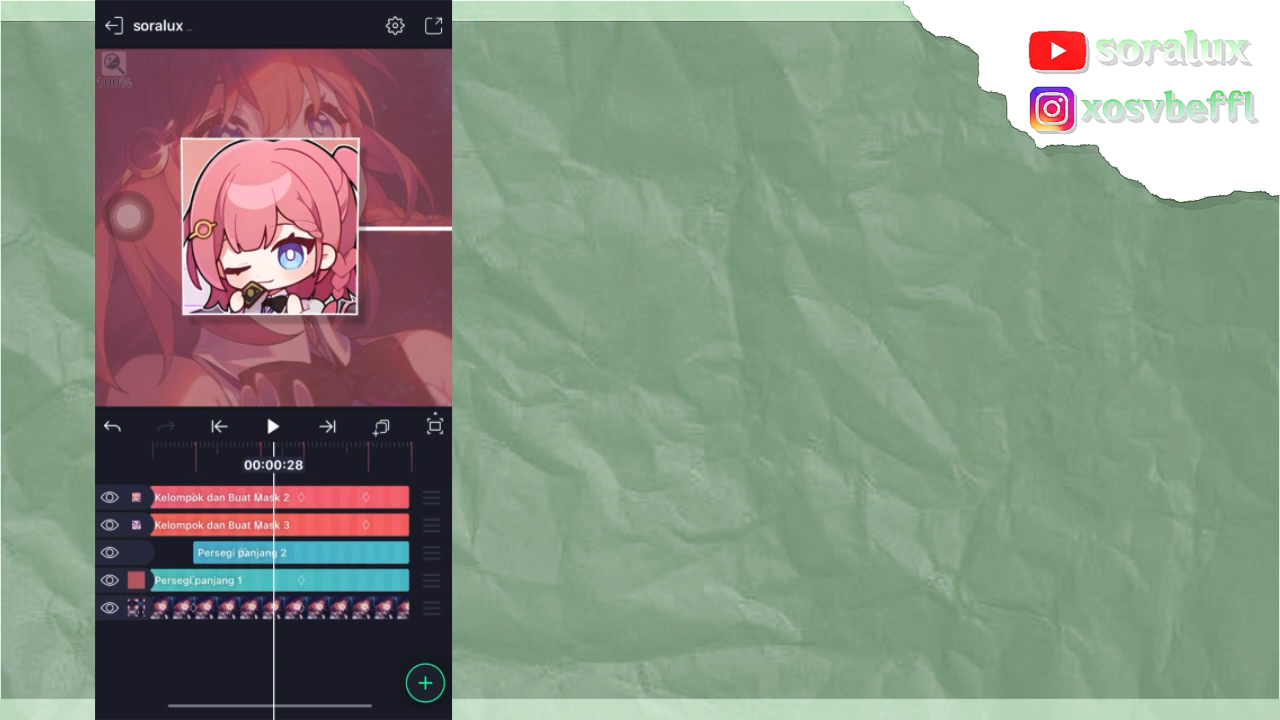 soralux
100%
00:00:28
Kelompok dan Buat Mask 2
Kelompok dan Buat Mask 3
Persegi panjang 2
Persegi panjang 1
soralux
xosvbeffl